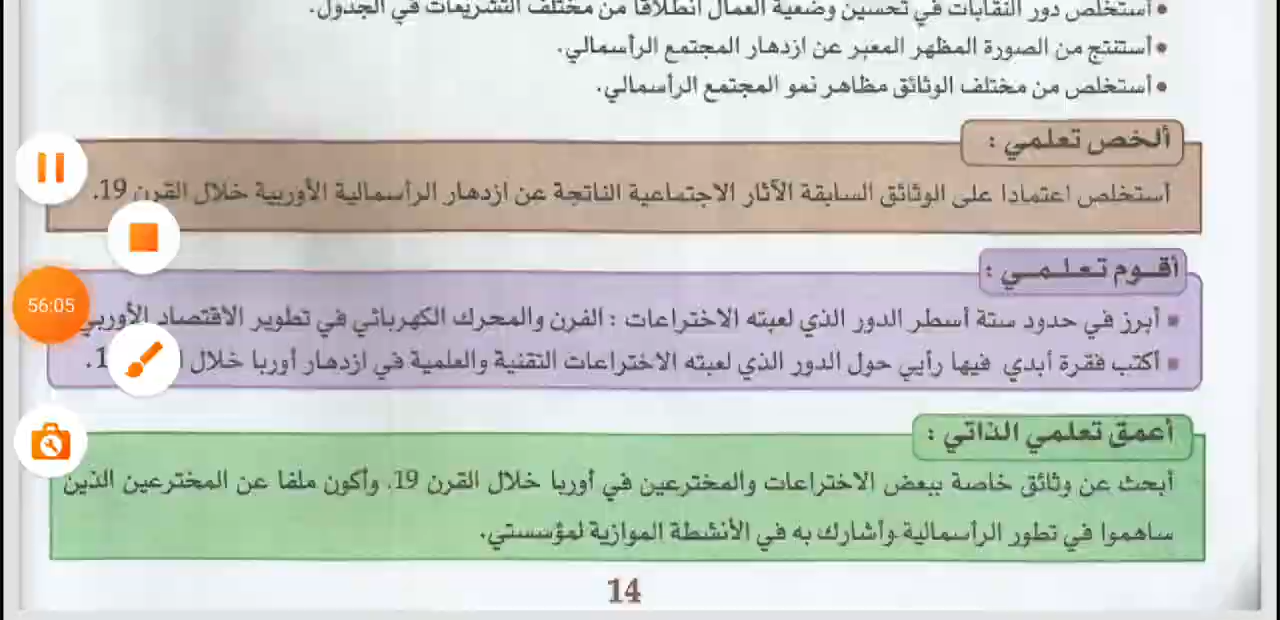 • أستخلص دور النقابات في تحسين وضعية العمال انطلاقا من مختلف التشريعات في الجدول.
• أستنتج من الصورة المظهر المعبر عن ازدهار المجتمع الرأسمالي.
• أستخلص من مختلف الوثائق مظاهر نمو المجتمع الرأسمالي.
ألخص تعلمي :
أستخلص اعتمادا على الوثائق السابقة الآثار الاجتماعية الناتجة عن ازدهار الرأسمالية الأوربية خلال القرن 19.
أقـوم تـعـلـمـي :
▪ أبرز في حدود ستة أسطر الدور الذي لعبته الاختراعات : الفرن والمحرك الكهربائي في تطوير الاقتصاد الأوربي
56:05
▪ أكتب فقرة أبدي فيها رأيي حول الدور الذي لعبته الاختراعات التقنية والعلمية في ازدهار أوربا خلال
أعمق تعلمي الذاتي :
أبحث عن وثائق خاصة ببعض الاختراعات والمخترعين في أوربا خلال القرن 19. وأكون ملفا عن المخترعين الذين
ساهموا في تطور الرأسمالية وأشارك به في الأنشطة الموازية لمؤسستي.
14